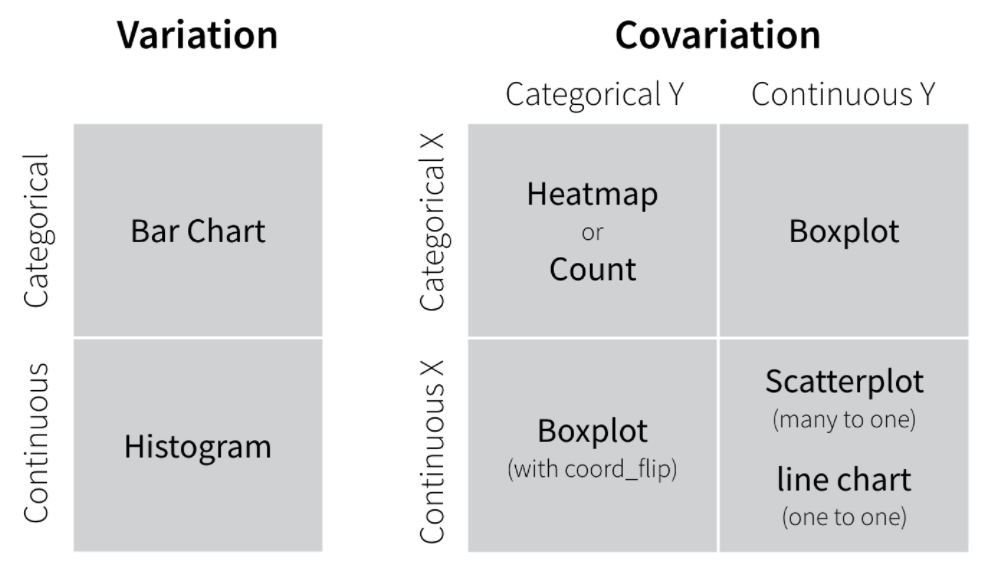 Variation
Categorical
Bar Chart
Continuous
Histogram
Covariation
Categorical Y
Continuous Y
Categorical X
Heatmap
or
Count
Boxplot
Continuous X
Boxplot
(with coord_flip)
Scatterplot
(many to one)
line chart
(one to one)